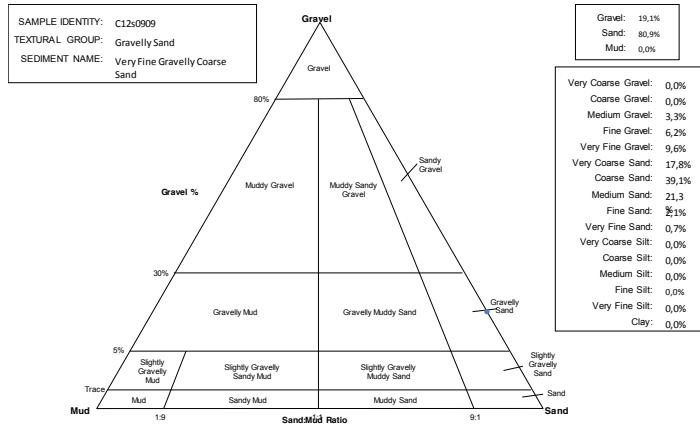 SAMPLE IDENTITY: C12s0909
TEXTURAL GROUP: Gravelly Sand
SEDIMENT NAME: Very Fine Gravelly Coarse
Sand
Gravel
Gravel: 19,1%
Sand: 80,9%
Mud: 0,0%
Very Coarse Gravel: 0,0%
Coarse Gravel: 0,0%
Medium Gravel: 3,3%
Fine Gravel: 6,2%
Very Fine Gravel: 9,6%
Very Coarse Sand: 17,8%
Coarse Sand: 39,1%
Medium Sand: 21,3
%
Fine Sand: 2,1%
Very Fine Sand: 0,7%
Very Coarse Silt: 0,0%
Coarse Silt: 0,0%
Medium Silt: 0,0%
Fine Silt: 0,0%
Very Fine Silt: 0,0%
Clay: 0,0%
Gravel
80%
Sandy
Gravel
Gravel %
Muddy Gravel
Muddy Sandy
Gravel
30%
Gravelly Mud
Gravelly Muddy Sand
Gravelly
Sand
5%
Slightly
Gravelly
Mud
Slightly Gravelly
Sandy Mud
Slightly Gravelly
Muddy Sand
Slightly
Gravelly
Sand
Trace
Mud
Sandy Mud
Muddy Sand
Sand
Mud
Sand
1:9
1:1
9:1
Sand:Mud Ratio